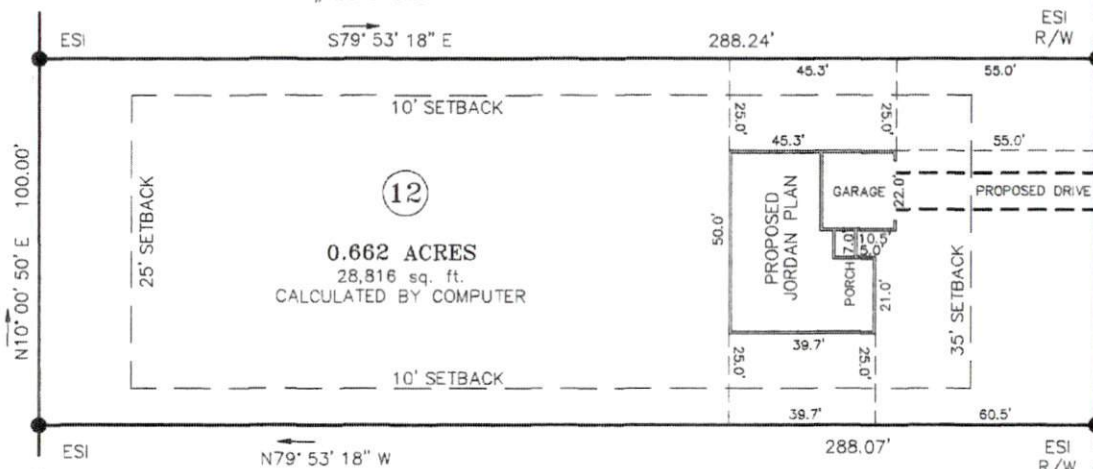 ESI
S79° 53' 18" E
288.24'
ESI
R/W
45.3'
55.0'
10' SETBACK
25.0'
25.0'
45.3'
55.0'
N10° 00' 50" E 100.00'
25' SETBACK
12
0.662 ACRES
28,816 sq. ft.
CALCULATED BY COMPUTER
50.0'
PROPOSED
JORDAN PLAN
GARAGE
22.0'
PROPOSED DRIVE
7.0'
10.5'
5.0'
PORCH
21.0'
35' SETBACK
39.7'
25.0'
25.0'
10' SETBACK
39.7'
60.5'
ESI
N79° 53' 18" W
288.07'
ESI
R/W